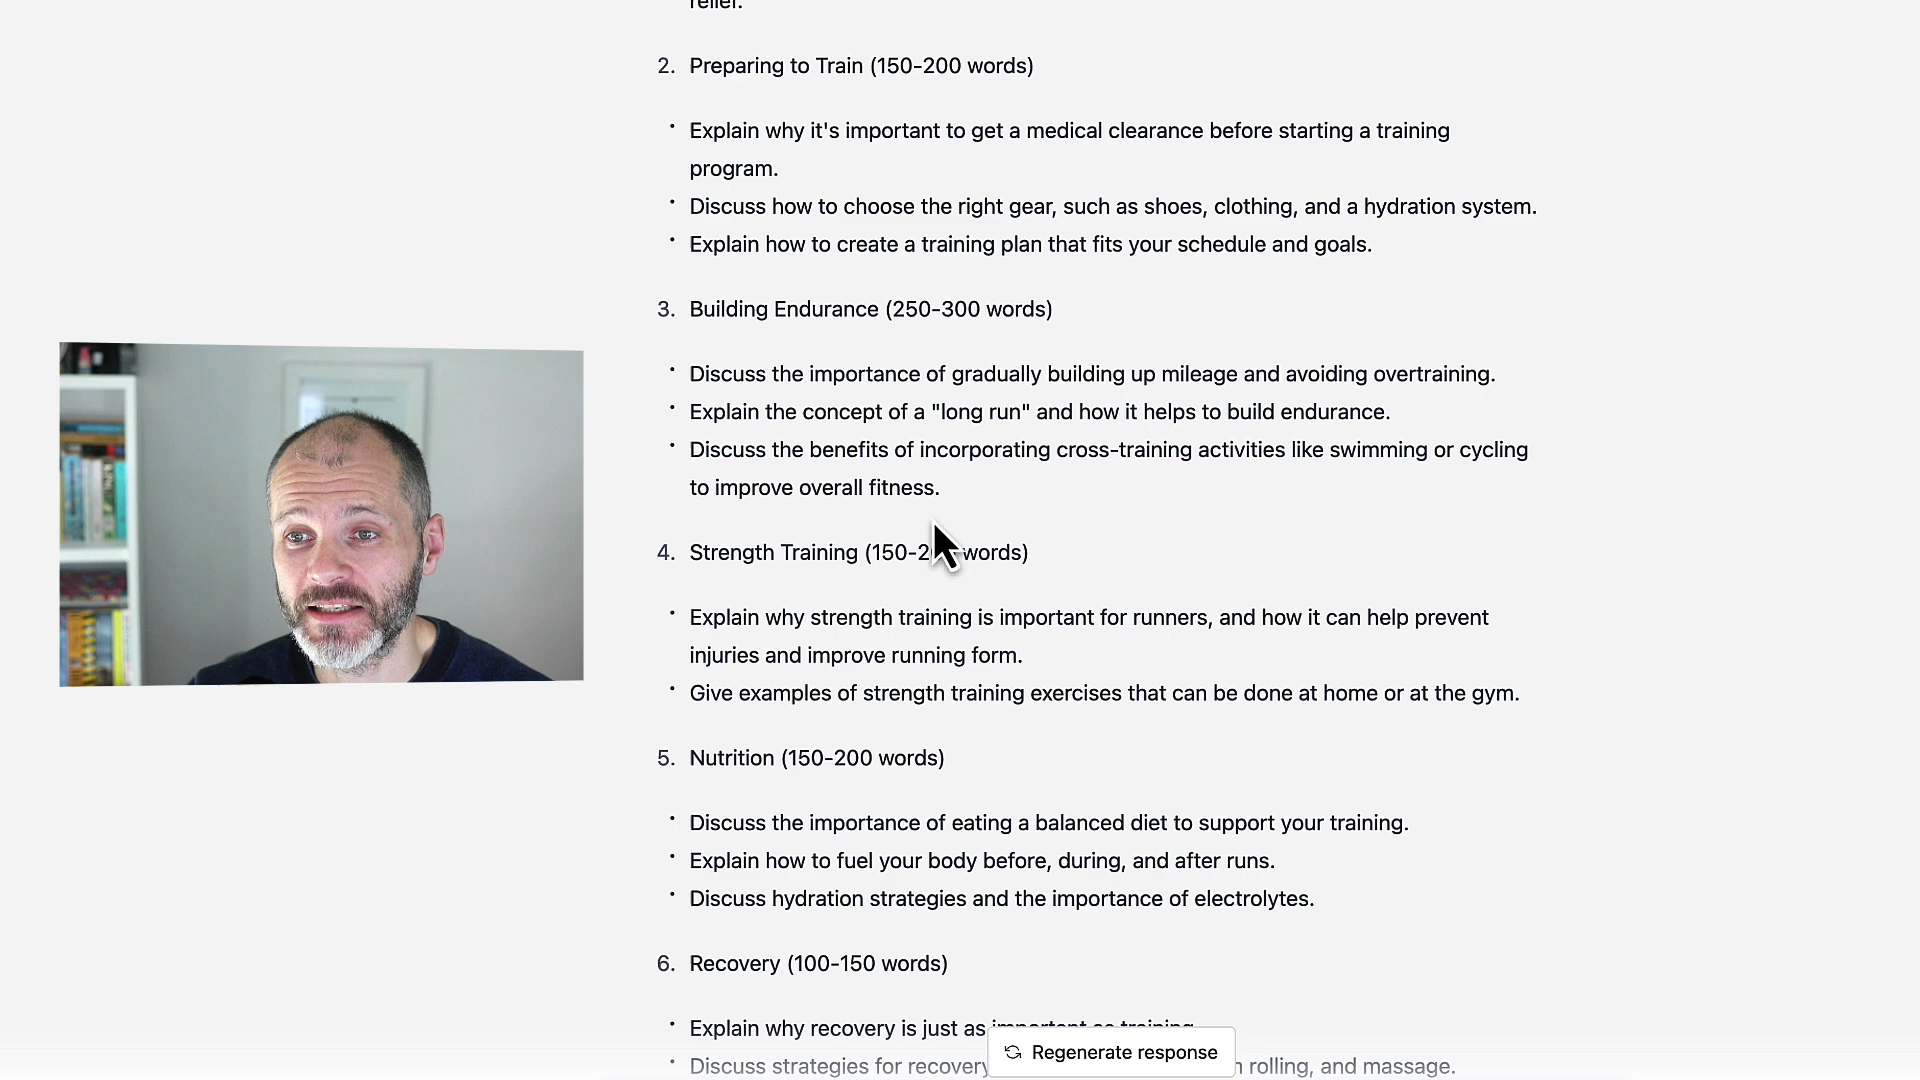 relief.
2. Preparing to Train (150-200 words)
• Explain why it's important to get a medical clearance before starting a training
program.
• Discuss how to choose the right gear, such as shoes, clothing, and a hydration system.
• Explain how to create a training plan that fits your schedule and goals.
3. Building Endurance (250-300 words)
• Discuss the importance of gradually building up mileage and avoiding overtraining.
• Explain the concept of a "long run" and how it helps to build endurance.
• Discuss the benefits of incorporating cross-training activities like swimming or cycling
to improve overall fitness.
4. Strength Training (150-2 words)
• Explain why strength training is important for runners, and how it can help prevent
injuries and improve running form.
• Give examples of strength training exercises that can be done at home or at the gym.
5. Nutrition (150-200 words)
• Discuss the importance of eating a balanced diet to support your training.
• Explain how to fuel your body before, during, and after runs.
• Discuss hydration strategies and the importance of electrolytes.
6. Recovery (100-150 words)
• Explain why recovery is just as important as training.
Regenerate response
• Discuss strategies for recovery rolling, and massage.